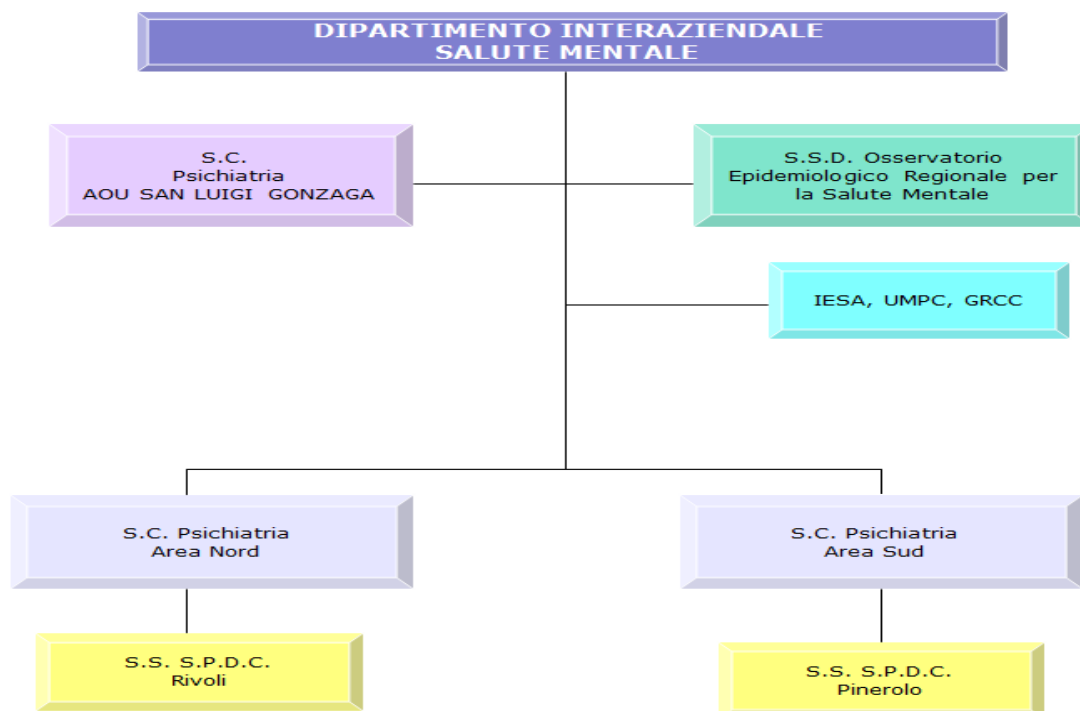 DIPARTIMENTO INTERAZIENDALE
SALUTE MENTALE
S.C.
Psichiatria
AOU SAN LUIGI GONZAGA
S.S.D. Osservatorio
Epidemiologico Regionale per
la Salute Mentale
IESA, UMPC, GRCC
S.C. Psichiatria
Area Nord
S.C. Psichiatria
Area Sud
S.S. S.P.D.C.
Rivoli
S.S. S.P.D.C.
Pinerolo